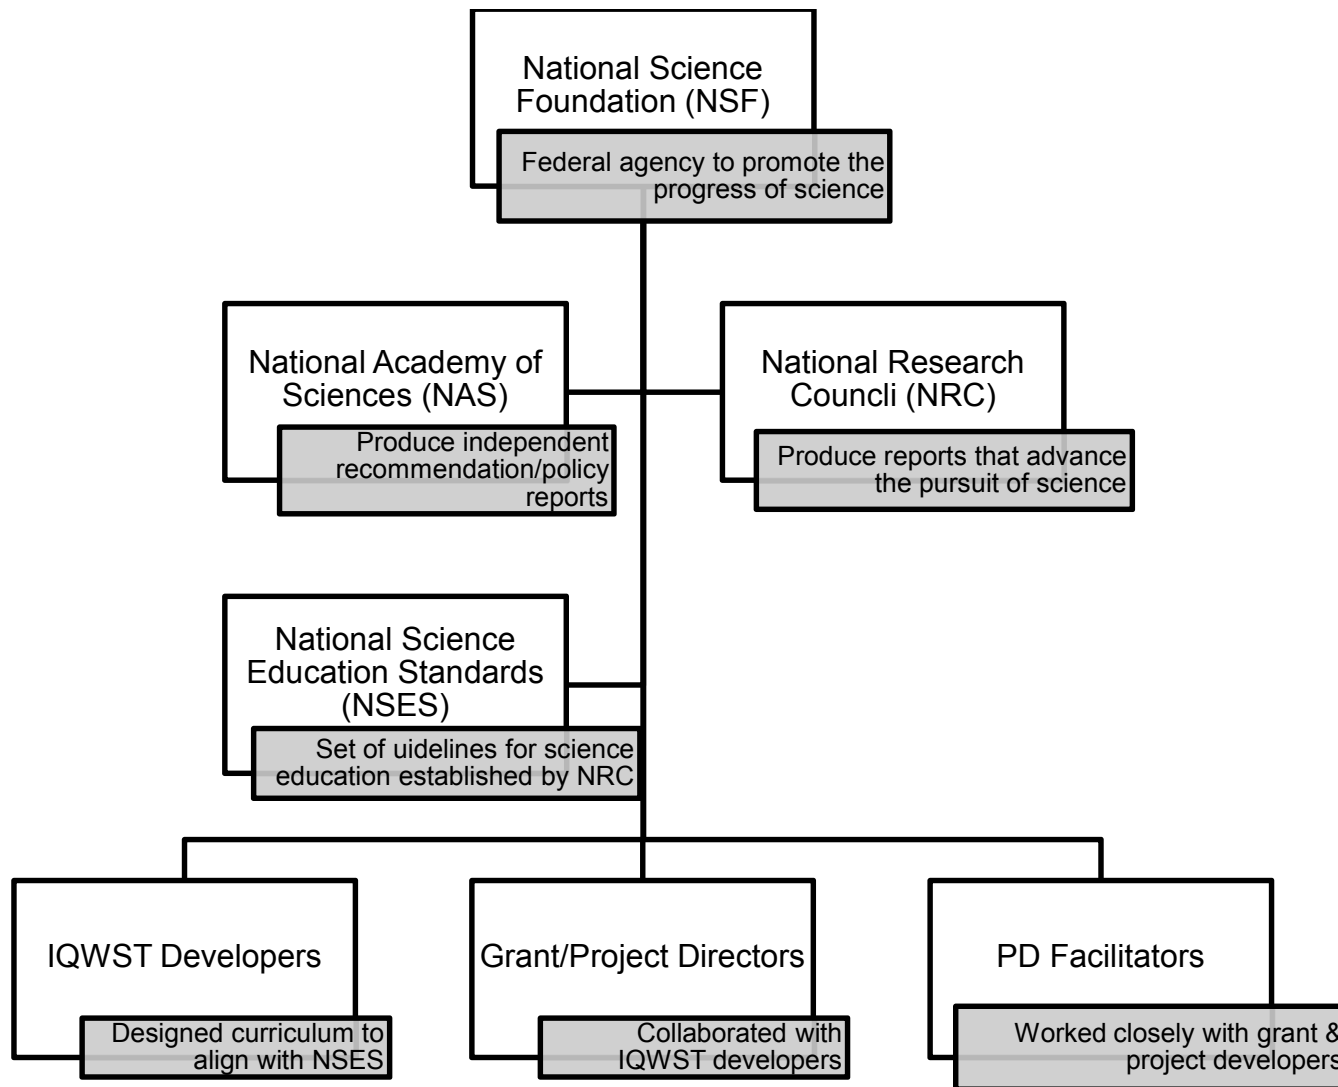 National Science
Foundation (NSF)
Federal agency to promote the
progress of science
National Academy of
Sciences (NAS)
Produce independent
recommendation/policy
reports
National Research
Councli (NRC)
Produce reports that advance
the pursuit of science
National Science
Education Standards
(NSES)
Set of uidelines for science
education established by NRC
IQWST Developers
Designed curriculum to
align with NSES
Grant/Project Directors
Collaborated with
IQWST developers
PD Facilitators
Worked closely with grant &
project developers